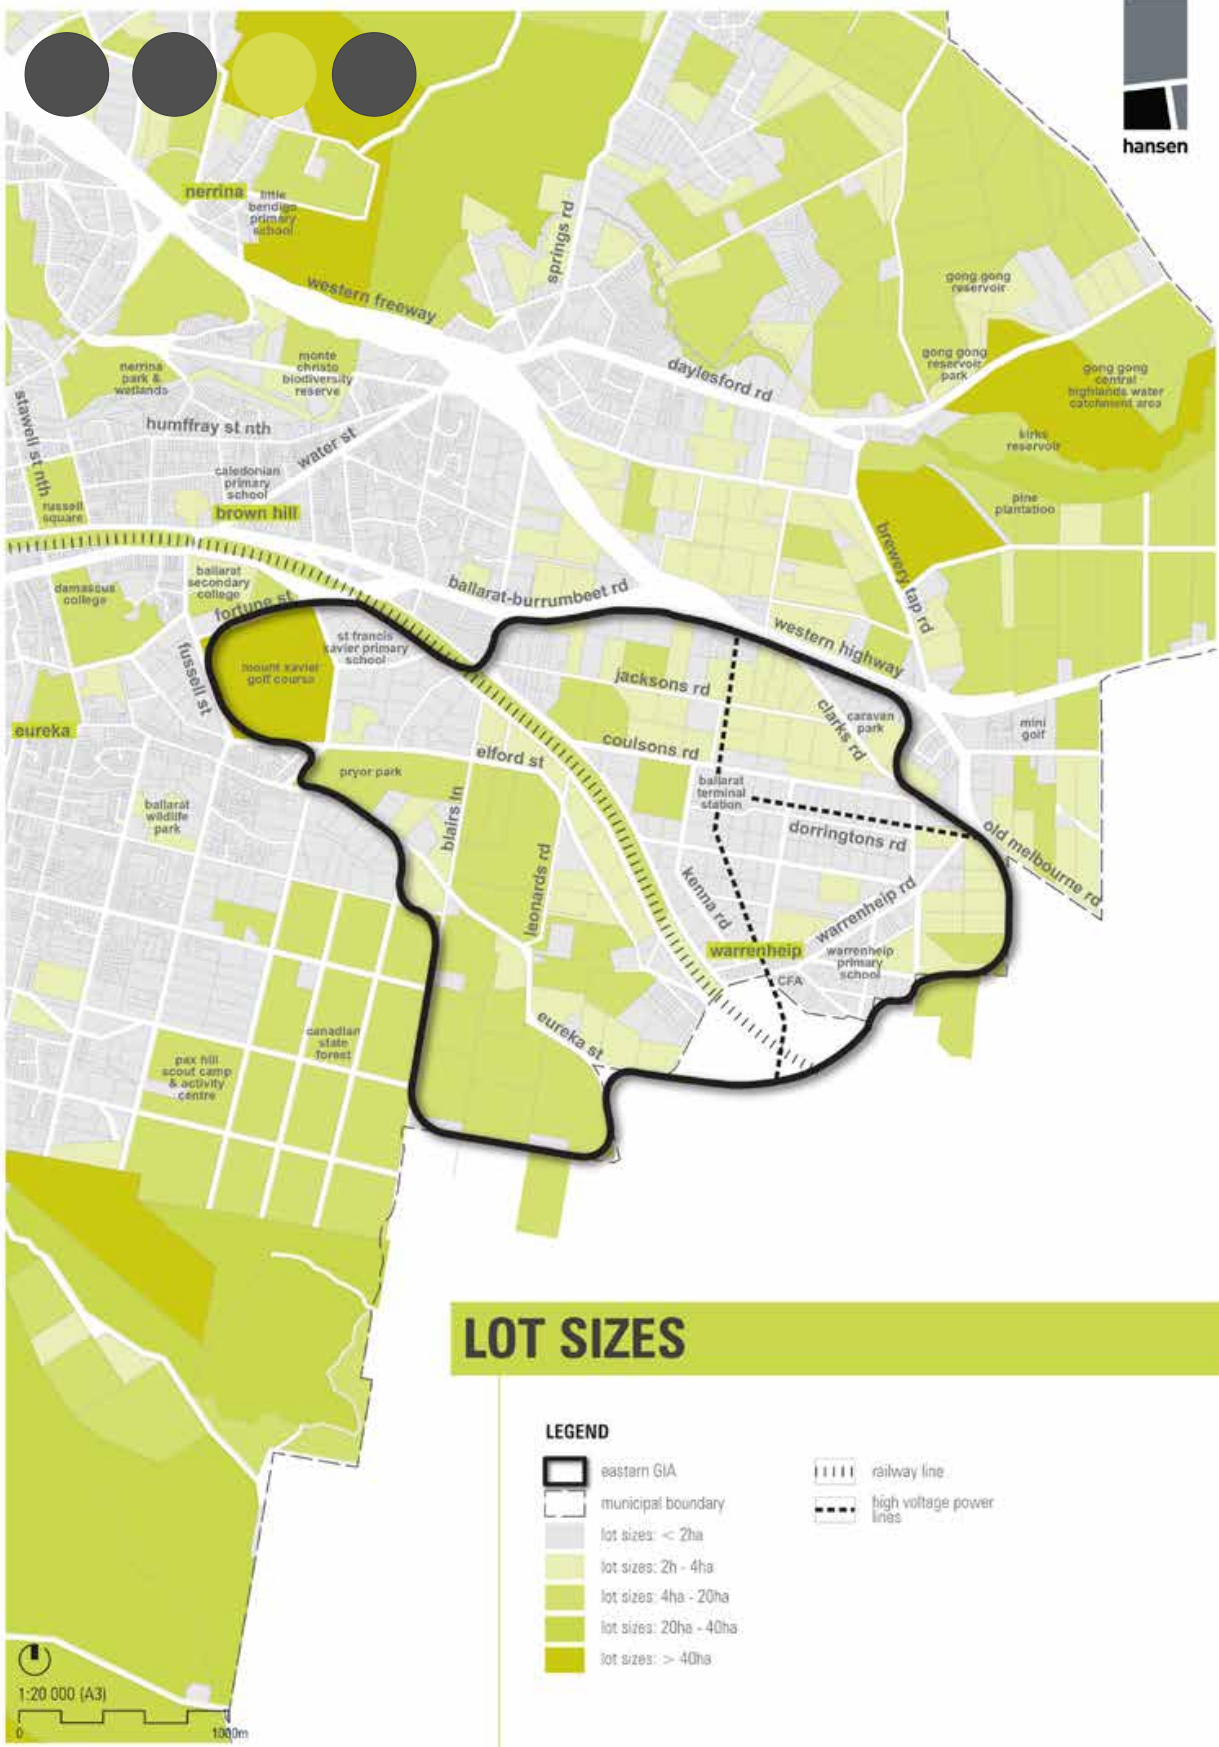 hansen
nerrina
little
bendigo
primary
school
springs rd
western freeway
gong gong
reservoir
gong gong
reservoir
park
gong gong
central
highlands water
catchment area
nerrina
park &
wetlands
monte
christo
biodiversity
reserve
daylesford rd
stawell st nth
humffray st nth
water st
kirks
reservoir
caledonian
primary
school
russell
square
brown hill
pine
plantation
brewery tap rd
damascus
college
ballarat
secondary
college
fortune st
ballarat-burrumbeet rd
western highway
fussell st
st francis
xavier primary
school
mount xavier
golf course
jacksons rd
clarks rd
caravan
park
mini
golf
eureka
elford st
coulsons rd
pryor park
ballarat
terminal
station
ballarat
wildlife
park
blairs ln
leonards rd
dorringtons rd
old melbourne rd
kenna rd
warrenheip rd
warrenheip
warrenheip
primary
school
CFA
eureka st
canadian
state
forest
pax hill
scout camp
& activity
centre
LOT SIZES
LEGEND
eastern GIA
municipal boundary
lot sizes: < 2ha
lot sizes: 2h - 4ha
lot sizes: 4ha - 20ha
lot sizes: 20ha - 40ha
lot sizes: > 40ha
railway line
high voltage power
lines
1:20 000 (A3)
0
1000m